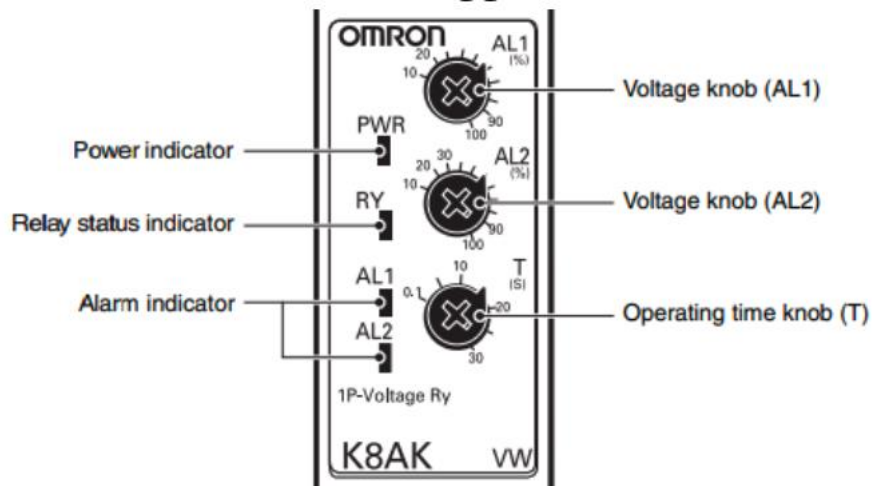 OMRON
AL1
(%)
20
10
90
100
Voltage knob (AL1)
PWR
Power indicator
AL2
(%)
30
20
10
90
100
Voltage knob (AL2)
RY
Relay status indicator
T
(S)
10
0.1
20
30
Operating time knob (T)
AL1
Alarm indicator
AL2
1P-Voltage Ry
K8AK VW